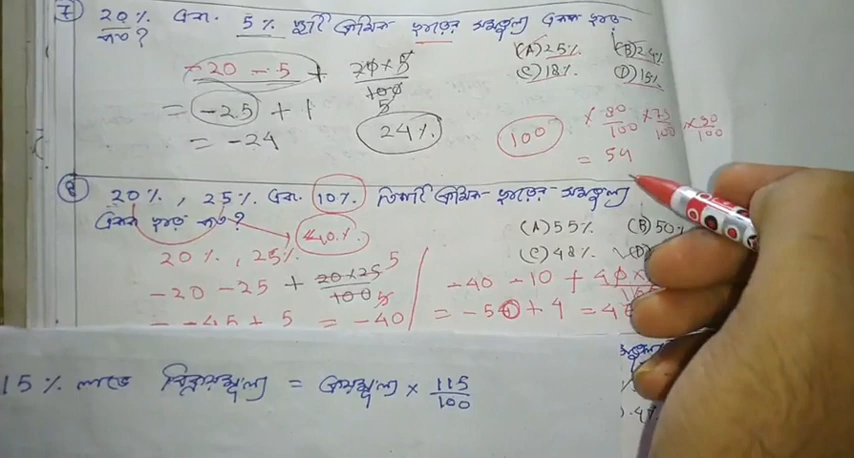 7) 20% এবং 5% দুটি ক্রমিক ছাড়ের সমতুল্য একক ছাড়
কত?
(A) 25% (B) 24%
(C) 18% (D) 15%
-20 - 5 + 20×5/100
= -25 + 1
= -24
24%
100 × 80/100 × 75/100 × 90/100
= 54
8) 20%, 25% এবং 10% তিনটি ক্রমিক ছাড়ের সমতুল্য
একক ছাড় কত?
40%
(A) 55% (B) 50%
(C) 48% (D)
20%, 25%
-20 - 25 + 20×25/100
- 45 + 5 = -40
-40 - 10 + 40×
= -50 + 4 = 4
15% লাভে বিক্রয়মূল্য = ক্রয়মূল্য × 115/100